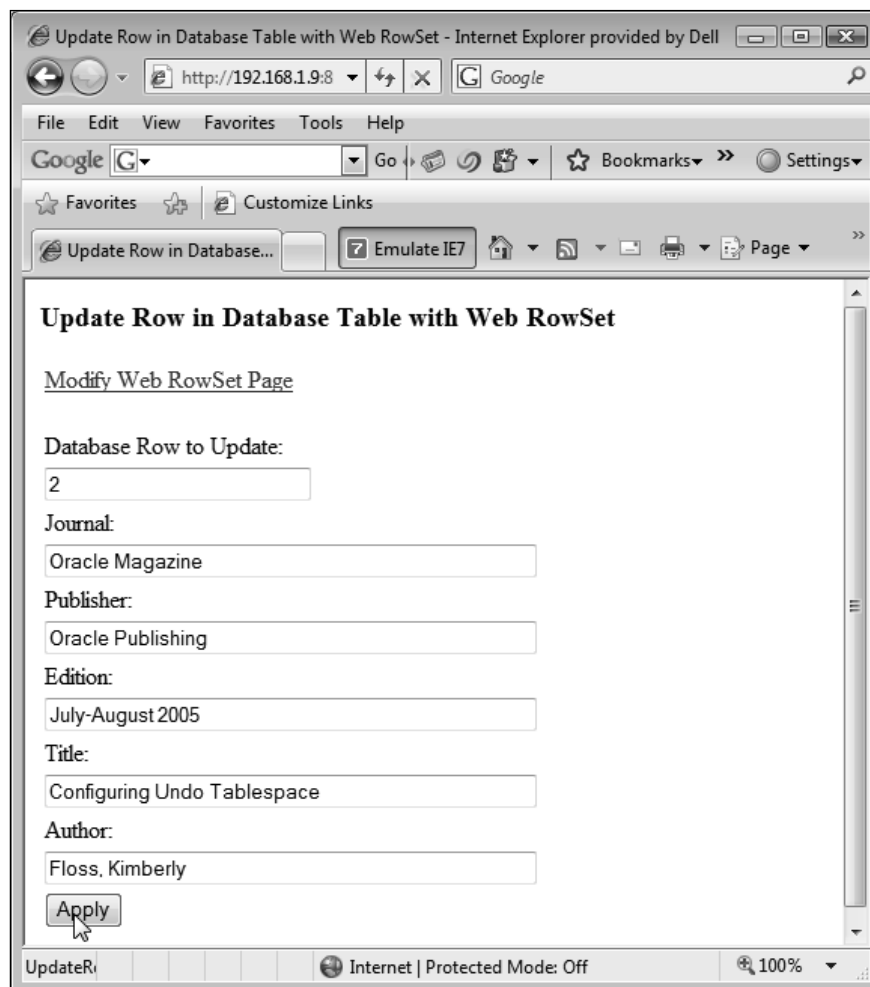 Update Row in Database Table with Web RowSet - Internet Explorer provided by Dell
http://192.168.1.9:8 Google
File Edit View Favorites Tools Help
Google G Go Bookmarks Settings
Favorites Customize Links
Update Row in Database... 7 Emulate IE7 Page
Update Row in Database Table with Web RowSet
Modify Web RowSet Page
Database Row to Update:
2
Journal:
Oracle Magazine
Publisher:
Oracle Publishing
Edition:
July-August 2005
Title:
Configuring Undo Tablespace
Author:
Floss, Kimberly
Apply
UpdateR Internet | Protected Mode: Off 100%